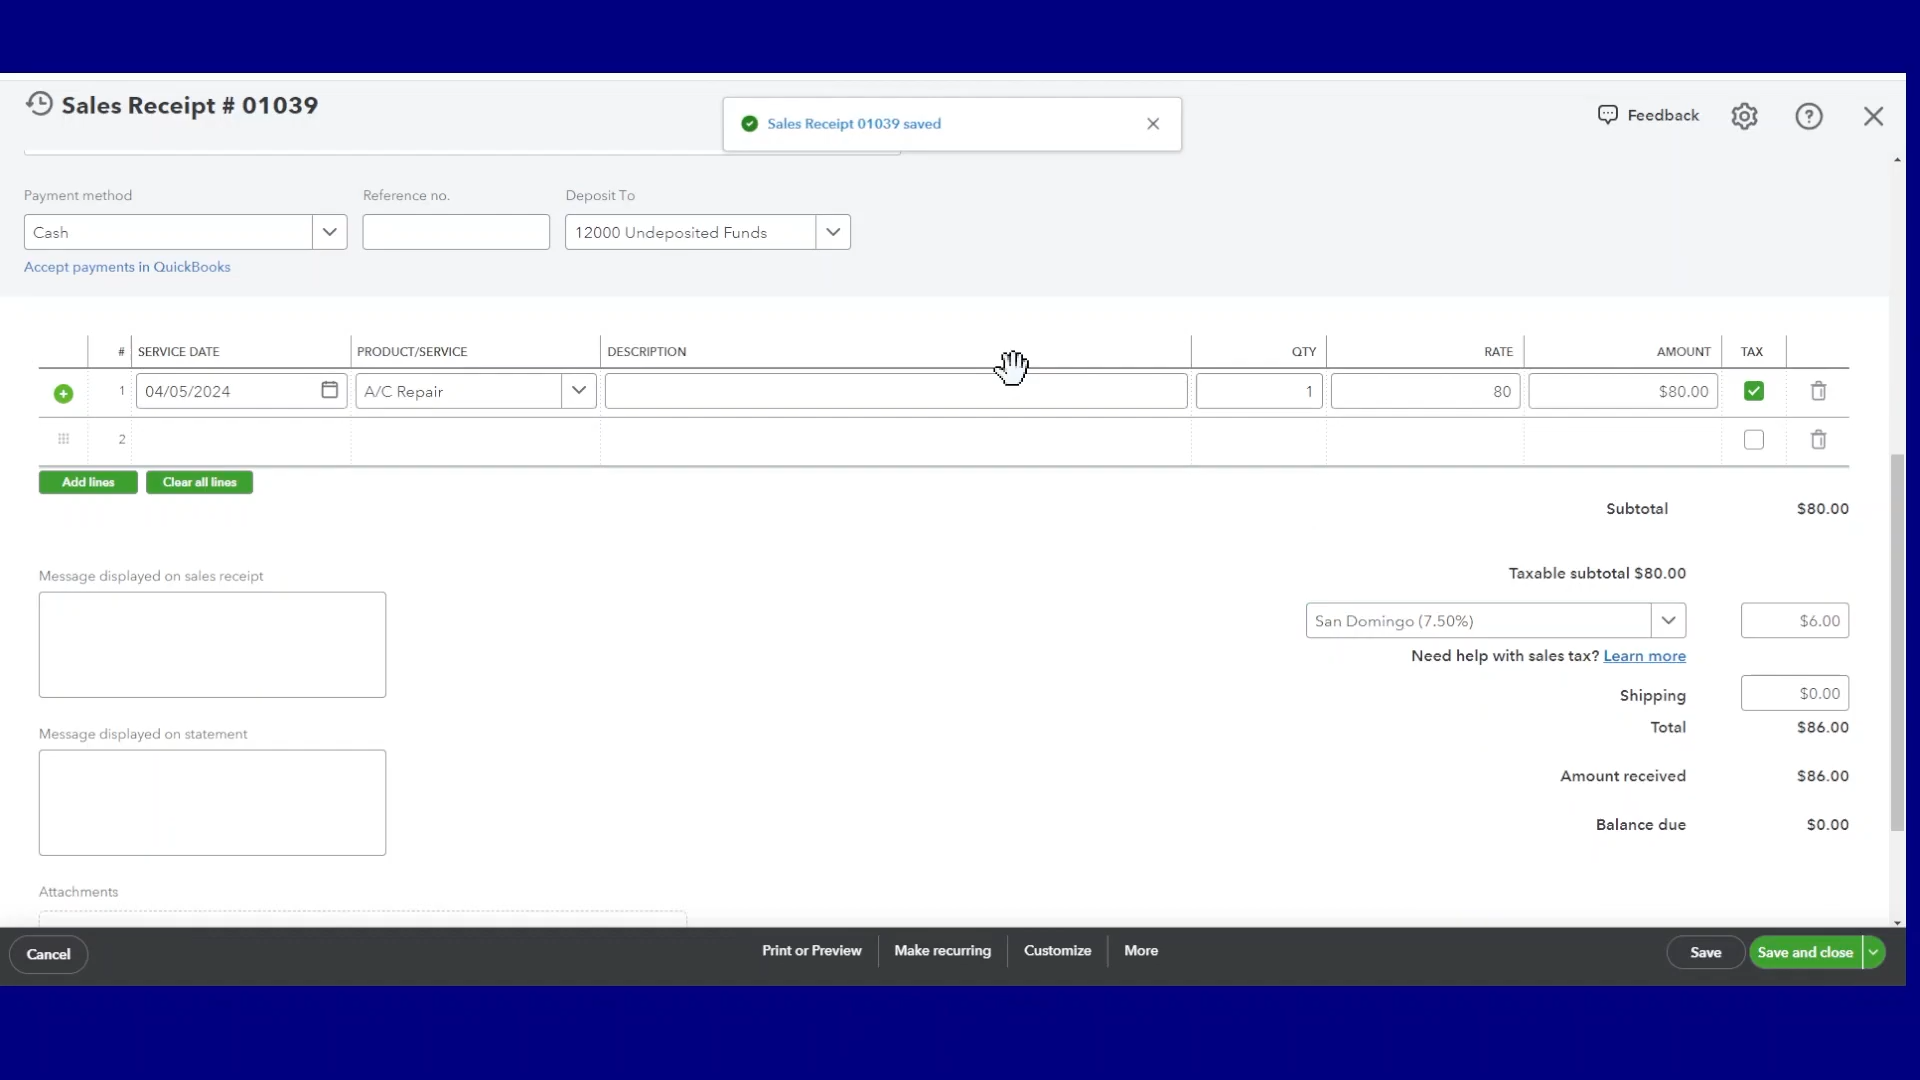 Sales Receipt # 01039
Sales Receipt 01039 saved
Feedback
Payment method
Reference no.
Deposit To
Cash
12000 Undeposited Funds
Accept payments in QuickBooks
# SERVICE DATE PRODUCT/SERVICE DESCRIPTION QTY RATE AMOUNT TAX
1 04/05/2024 A/C Repair 1 80 $80.00
2
Add lines Clear all lines
Subtotal $80.00
Message displayed on sales receipt
Taxable subtotal $80.00
San Domingo (7.50%) $6.00
Need help with sales tax? Learn more
Shipping $0.00
Total $86.00
Message displayed on statement
Amount received $86.00
Balance due $0.00
Attachments
Cancel Print or Preview Make recurring Customize More Save Save and close